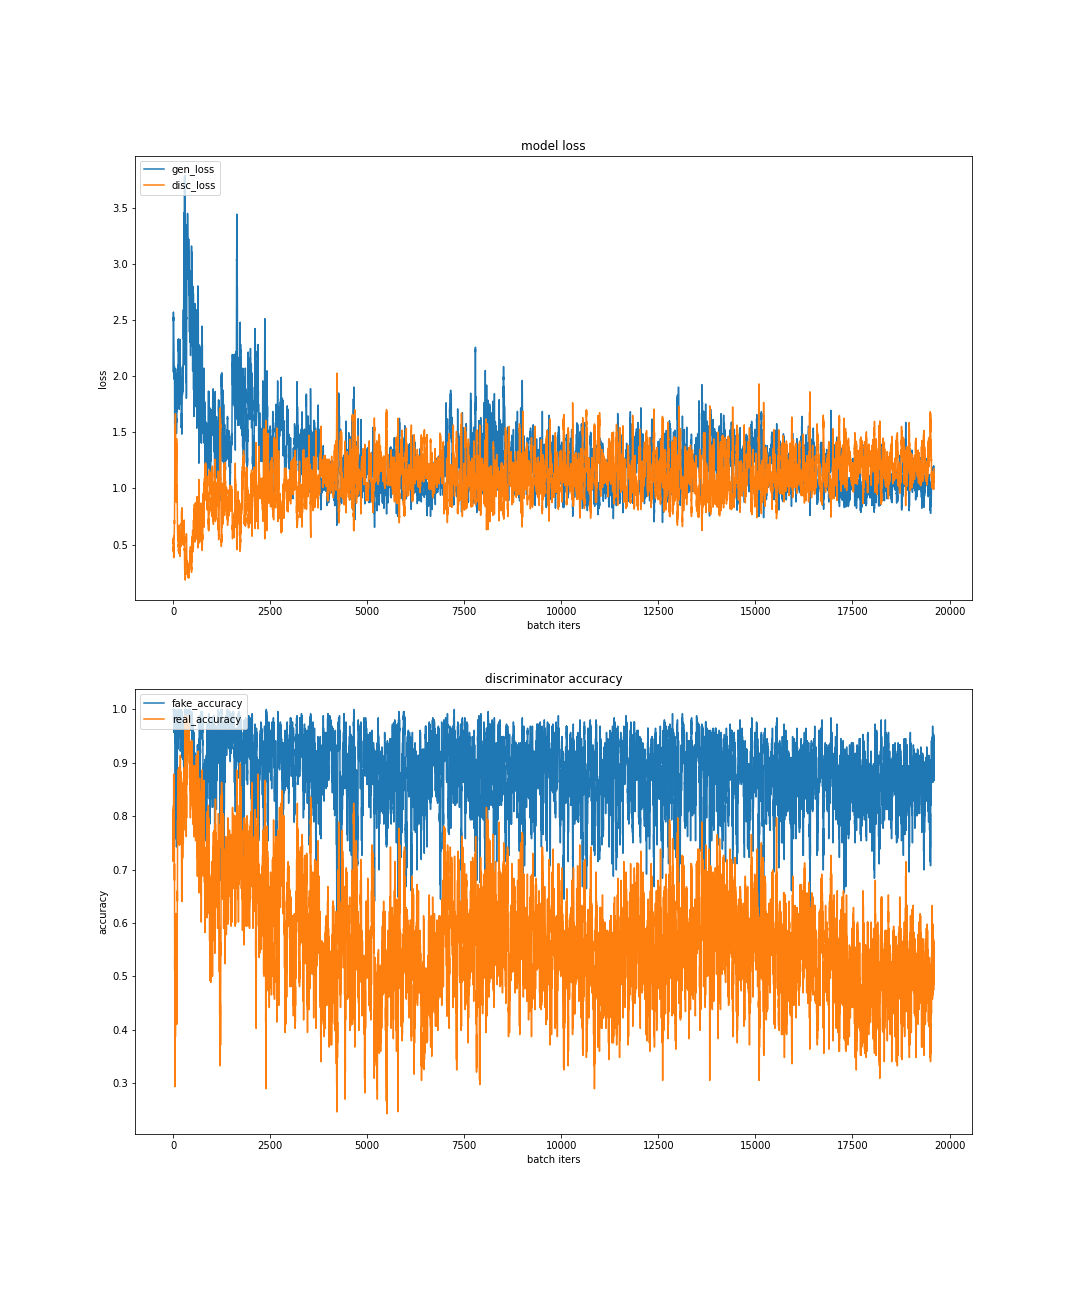 model loss
gen_loss
disc_loss
3.5
3.0
2.5
2.0
1.5
1.0
0.5
loss
0 2500 5000 7500 10000 12500 15000 17500 20000
batch iters
discriminator accuracy
fake_accuracy
real_accuracy
1.0
0.9
0.8
0.7
0.6
0.5
0.4
0.3
accuracy
0 2500 5000 7500 10000 12500 15000 17500 20000
batch iters